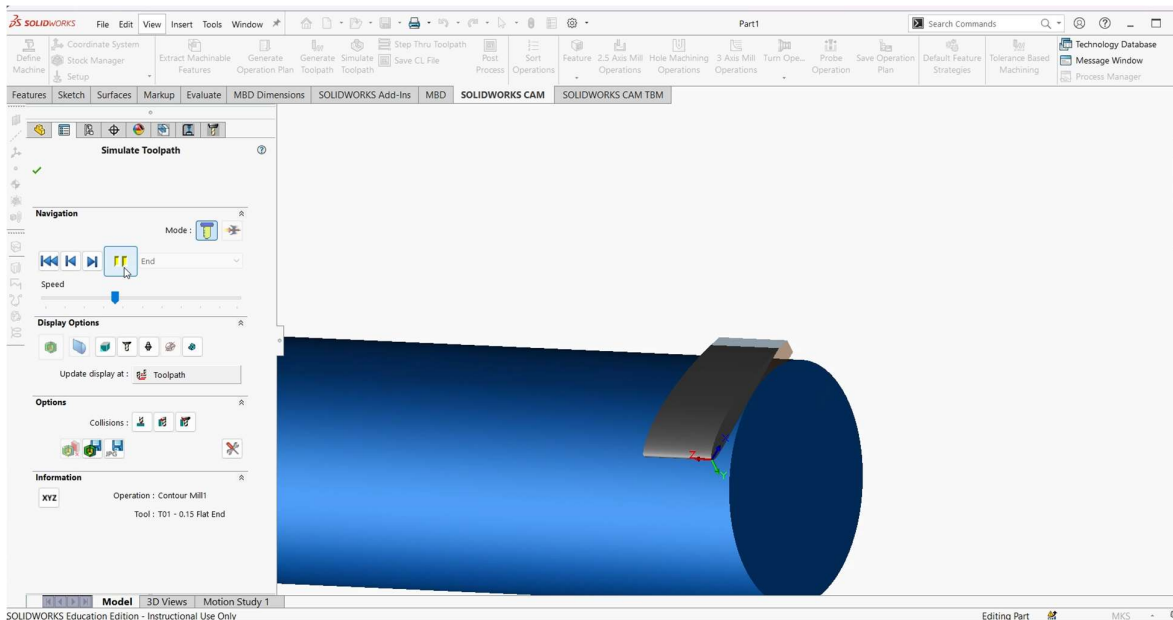 SOLIDWORKS File Edit View Insert Tools Window Part1 Search Commands
Define Machine
Coordinate System
Stock Manager
Setup
Extract Machinable Features
Generate Operation Plan
Generate Toolpath
Simulate Toolpath
Step Thru Toolpath
Save CL File
Post Process
Sort Operations
Feature
2.5 Axis Mill Operations
Hole Machining Operations
3 Axis Mill Operations
Turn Ope...
Probe Operation
Save Operation Plan
Default Feature Strategies
Tolerance Based Machining
Technology Database
Message Window
Process Manager
Features Sketch Surfaces Markup Evaluate MBD Dimensions SOLIDWORKS Add-Ins MBD SOLIDWORKS CAM SOLIDWORKS CAM TBM
Simulate Toolpath
Navigation
Mode :
End
Speed
Display Options
Update display at : Toolpath
Options
Collisions :
JPG
Information
XYZ
Operation : Contour Mill1
Tool : T01 - 0.15 Flat End
Z
Y
Model 3D Views Motion Study 1
SOLIDWORKS Education Edition - Instructional Use Only Editing Part MKS